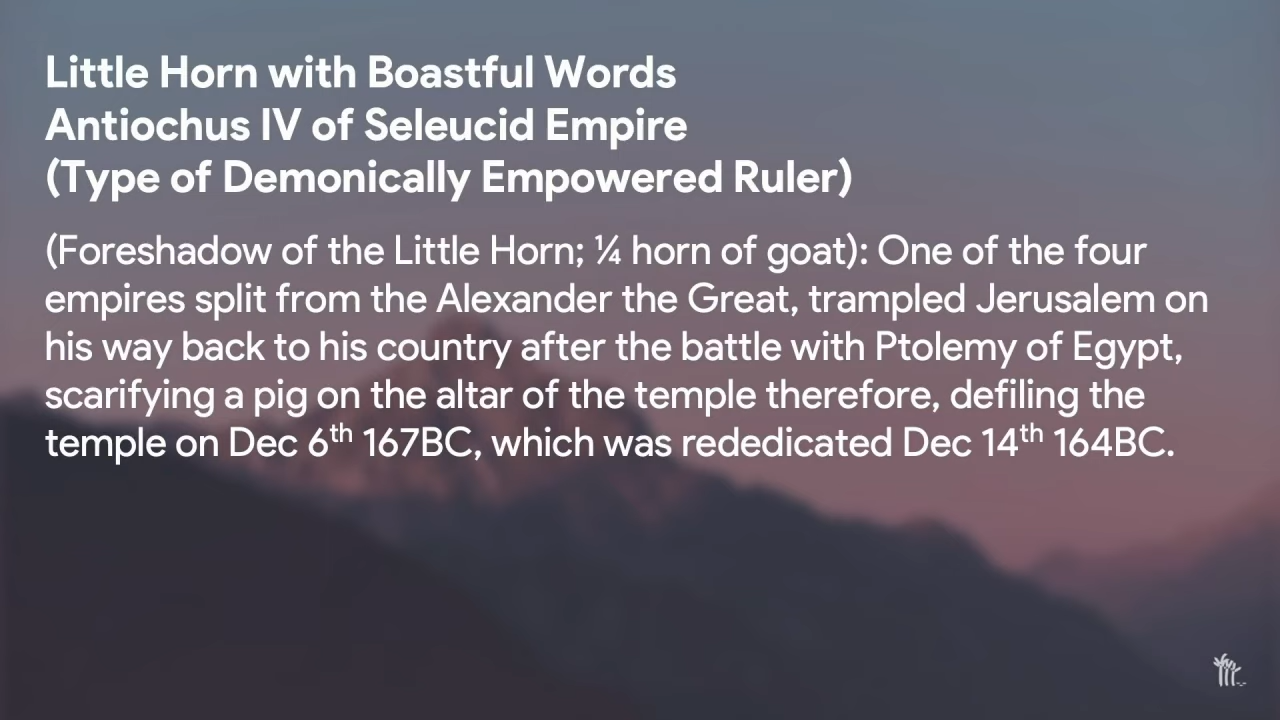 Little Horn with Boastful Words
Antiochus IV of Seleucid Empire
(Type of Demonically Empowered Ruler)
(Foreshadow of the Little Horn; ¼ horn of goat): One of the four
empires split from the Alexander the Great, trampled Jerusalem on
his way back to his country after the battle with Ptolemy of Egypt,
scarifying a pig on the altar of the temple therefore, defiling the
temple on Dec 6th 167BC, which was rededicated Dec 14th 164BC.